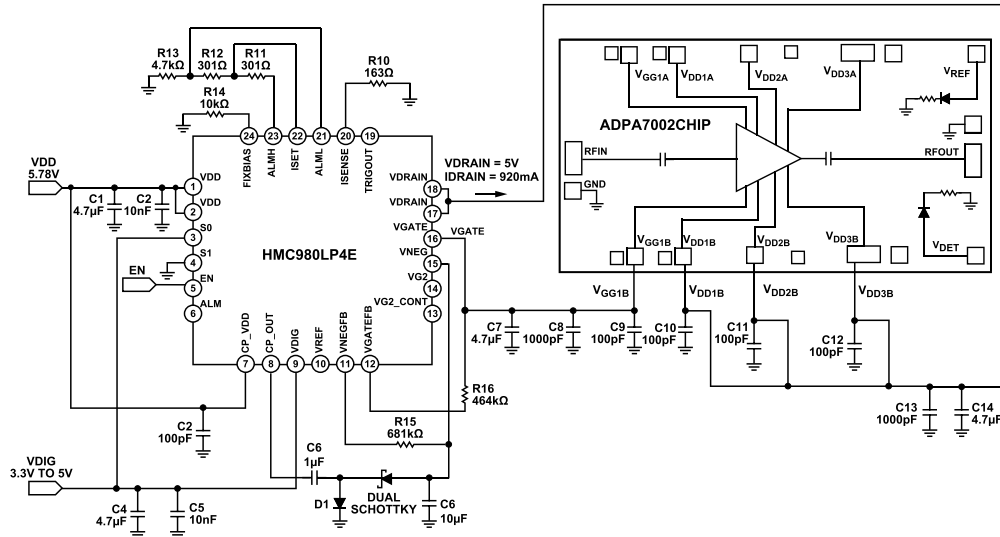 R13
4.7kΩ
R12
301Ω
R11
301Ω
R14
10kΩ
R10
163Ω
24
23
22
21
20
19
FIXBIAS
ALMH
ISET
ALML
ISENSE
TRIGOUT
VDD
5.78V
C1
4.7µF
C2
10nF
1
VDD
2
VDD
3
S0
4
S1
5
EN
6
ALM
EN
HMC980LP4E
VDRAIN
18
VDRAIN
17
VGATE
16
VNEG
15
VG2
14
VG2_CONT
13
VDRAIN = 5V
IDRAIN = 920mA
VGATE
CP_VDD
CP_OUT
VDIG
VREF
VNEGFB
VGATEFB
7
8
9
10
11
12
C2
100pF
VDIG
3.3V TO 5V
C4
4.7µF
C5
10nF
C6
1µF
D1
DUAL
SCHOTTKY
C6
10µF
R15
681kΩ
R16
464kΩ
C7
4.7µF
C8
1000pF
C9
100pF
C10
100pF
C11
100pF
C12
100pF
C13
1000pF
C14
4.7µF
VGG1A
VDD1A
VDD2A
VDD3A
VREF
ADPA7002CHIP
RFIN
GND
RFOUT
VDET
VGG1B
VDD1B
VDD2B
VDD3B
VGG1B
VDD1B
VDD2B
VDD3B